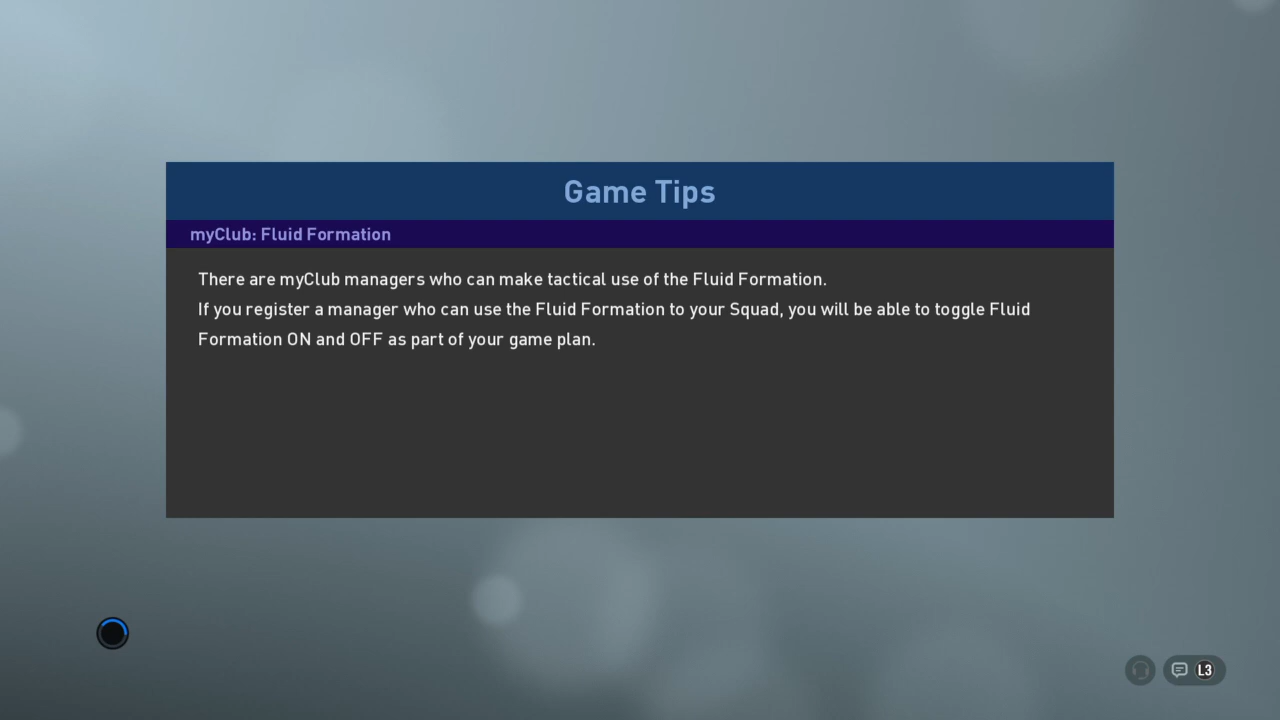 Game Tips
myClub: Fluid Formation
There are myClub managers who can make tactical use of the Fluid Formation.
If you register a manager who can use the Fluid Formation to your Squad, you will be able to toggle Fluid
Formation ON and OFF as part of your game plan.
L3